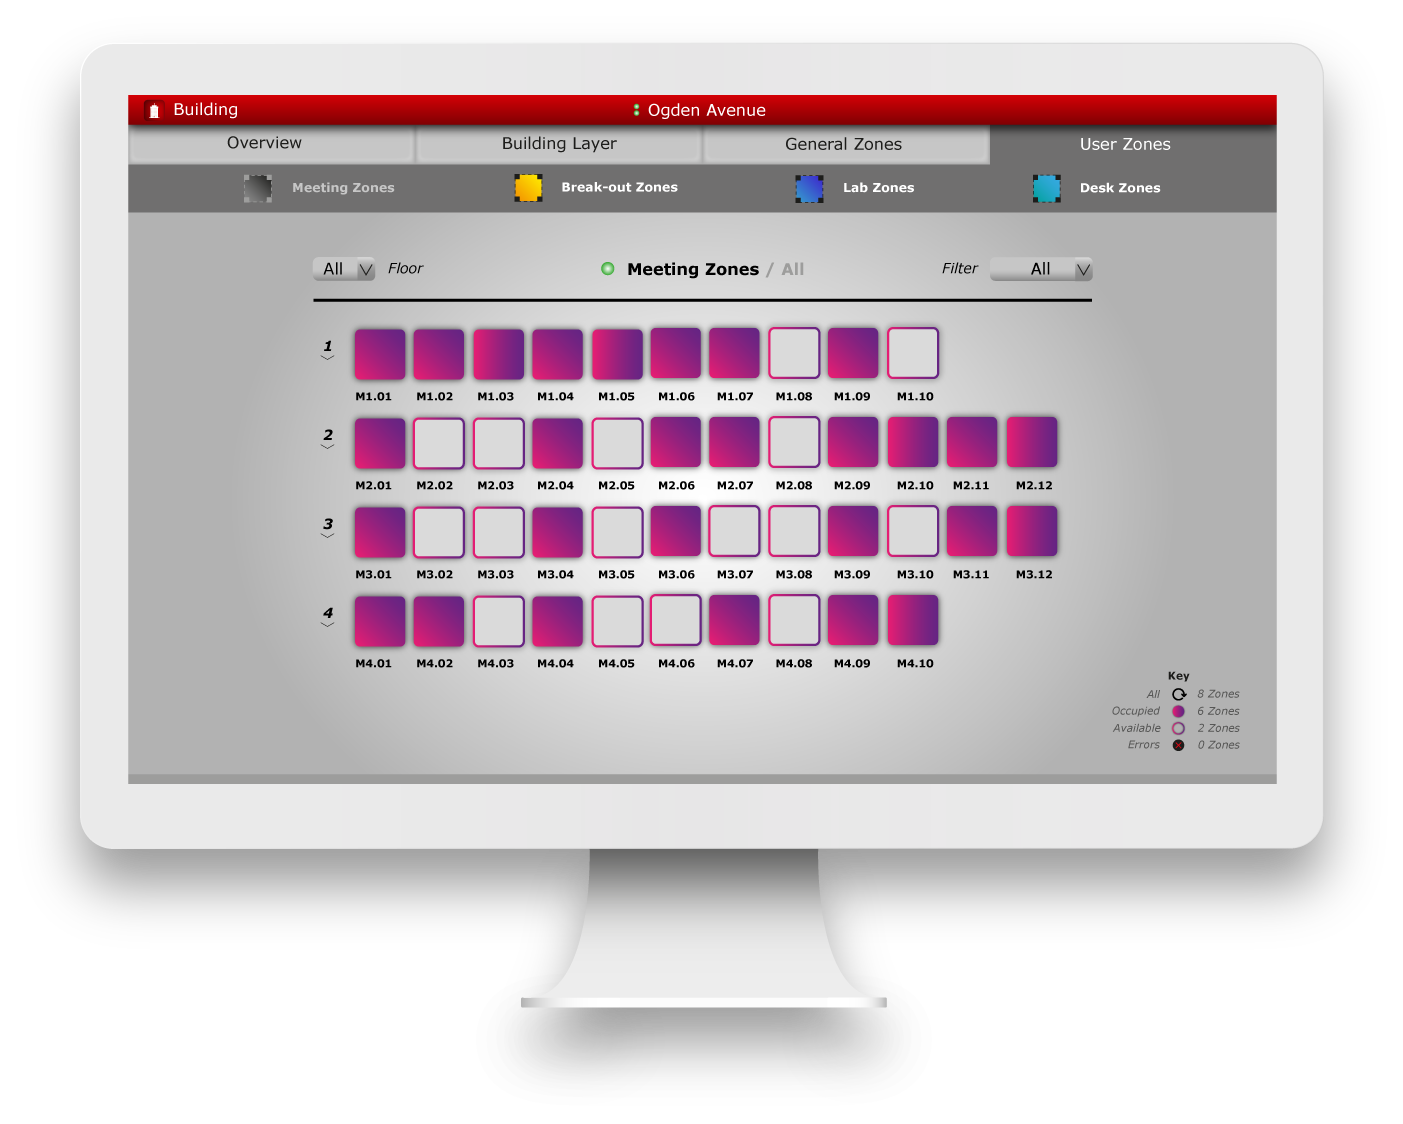 Building
Ogden Avenue
Overview
Building Layer
General Zones
User Zones
Meeting Zones
Break-out Zones
Lab Zones
Desk Zones
All Floor
Meeting Zones / All
Filter All
1
M1.01 M1.02 M1.03 M1.04 M1.05 M1.06 M1.07 M1.08 M1.09 M1.10
2
M2.01 M2.02 M2.03 M2.04 M2.05 M2.06 M2.07 M2.08 M2.09 M2.10 M2.11 M2.12
3
M3.01 M3.02 M3.03 M3.04 M3.05 M3.06 M3.07 M3.08 M3.09 M3.10 M3.11 M3.12
4
M4.01 M4.02 M4.03 M4.04 M4.05 M4.06 M4.07 M4.08 M4.09 M4.10
Key
All 8 Zones
Occupied 6 Zones
Available 2 Zones
Errors 0 Zones